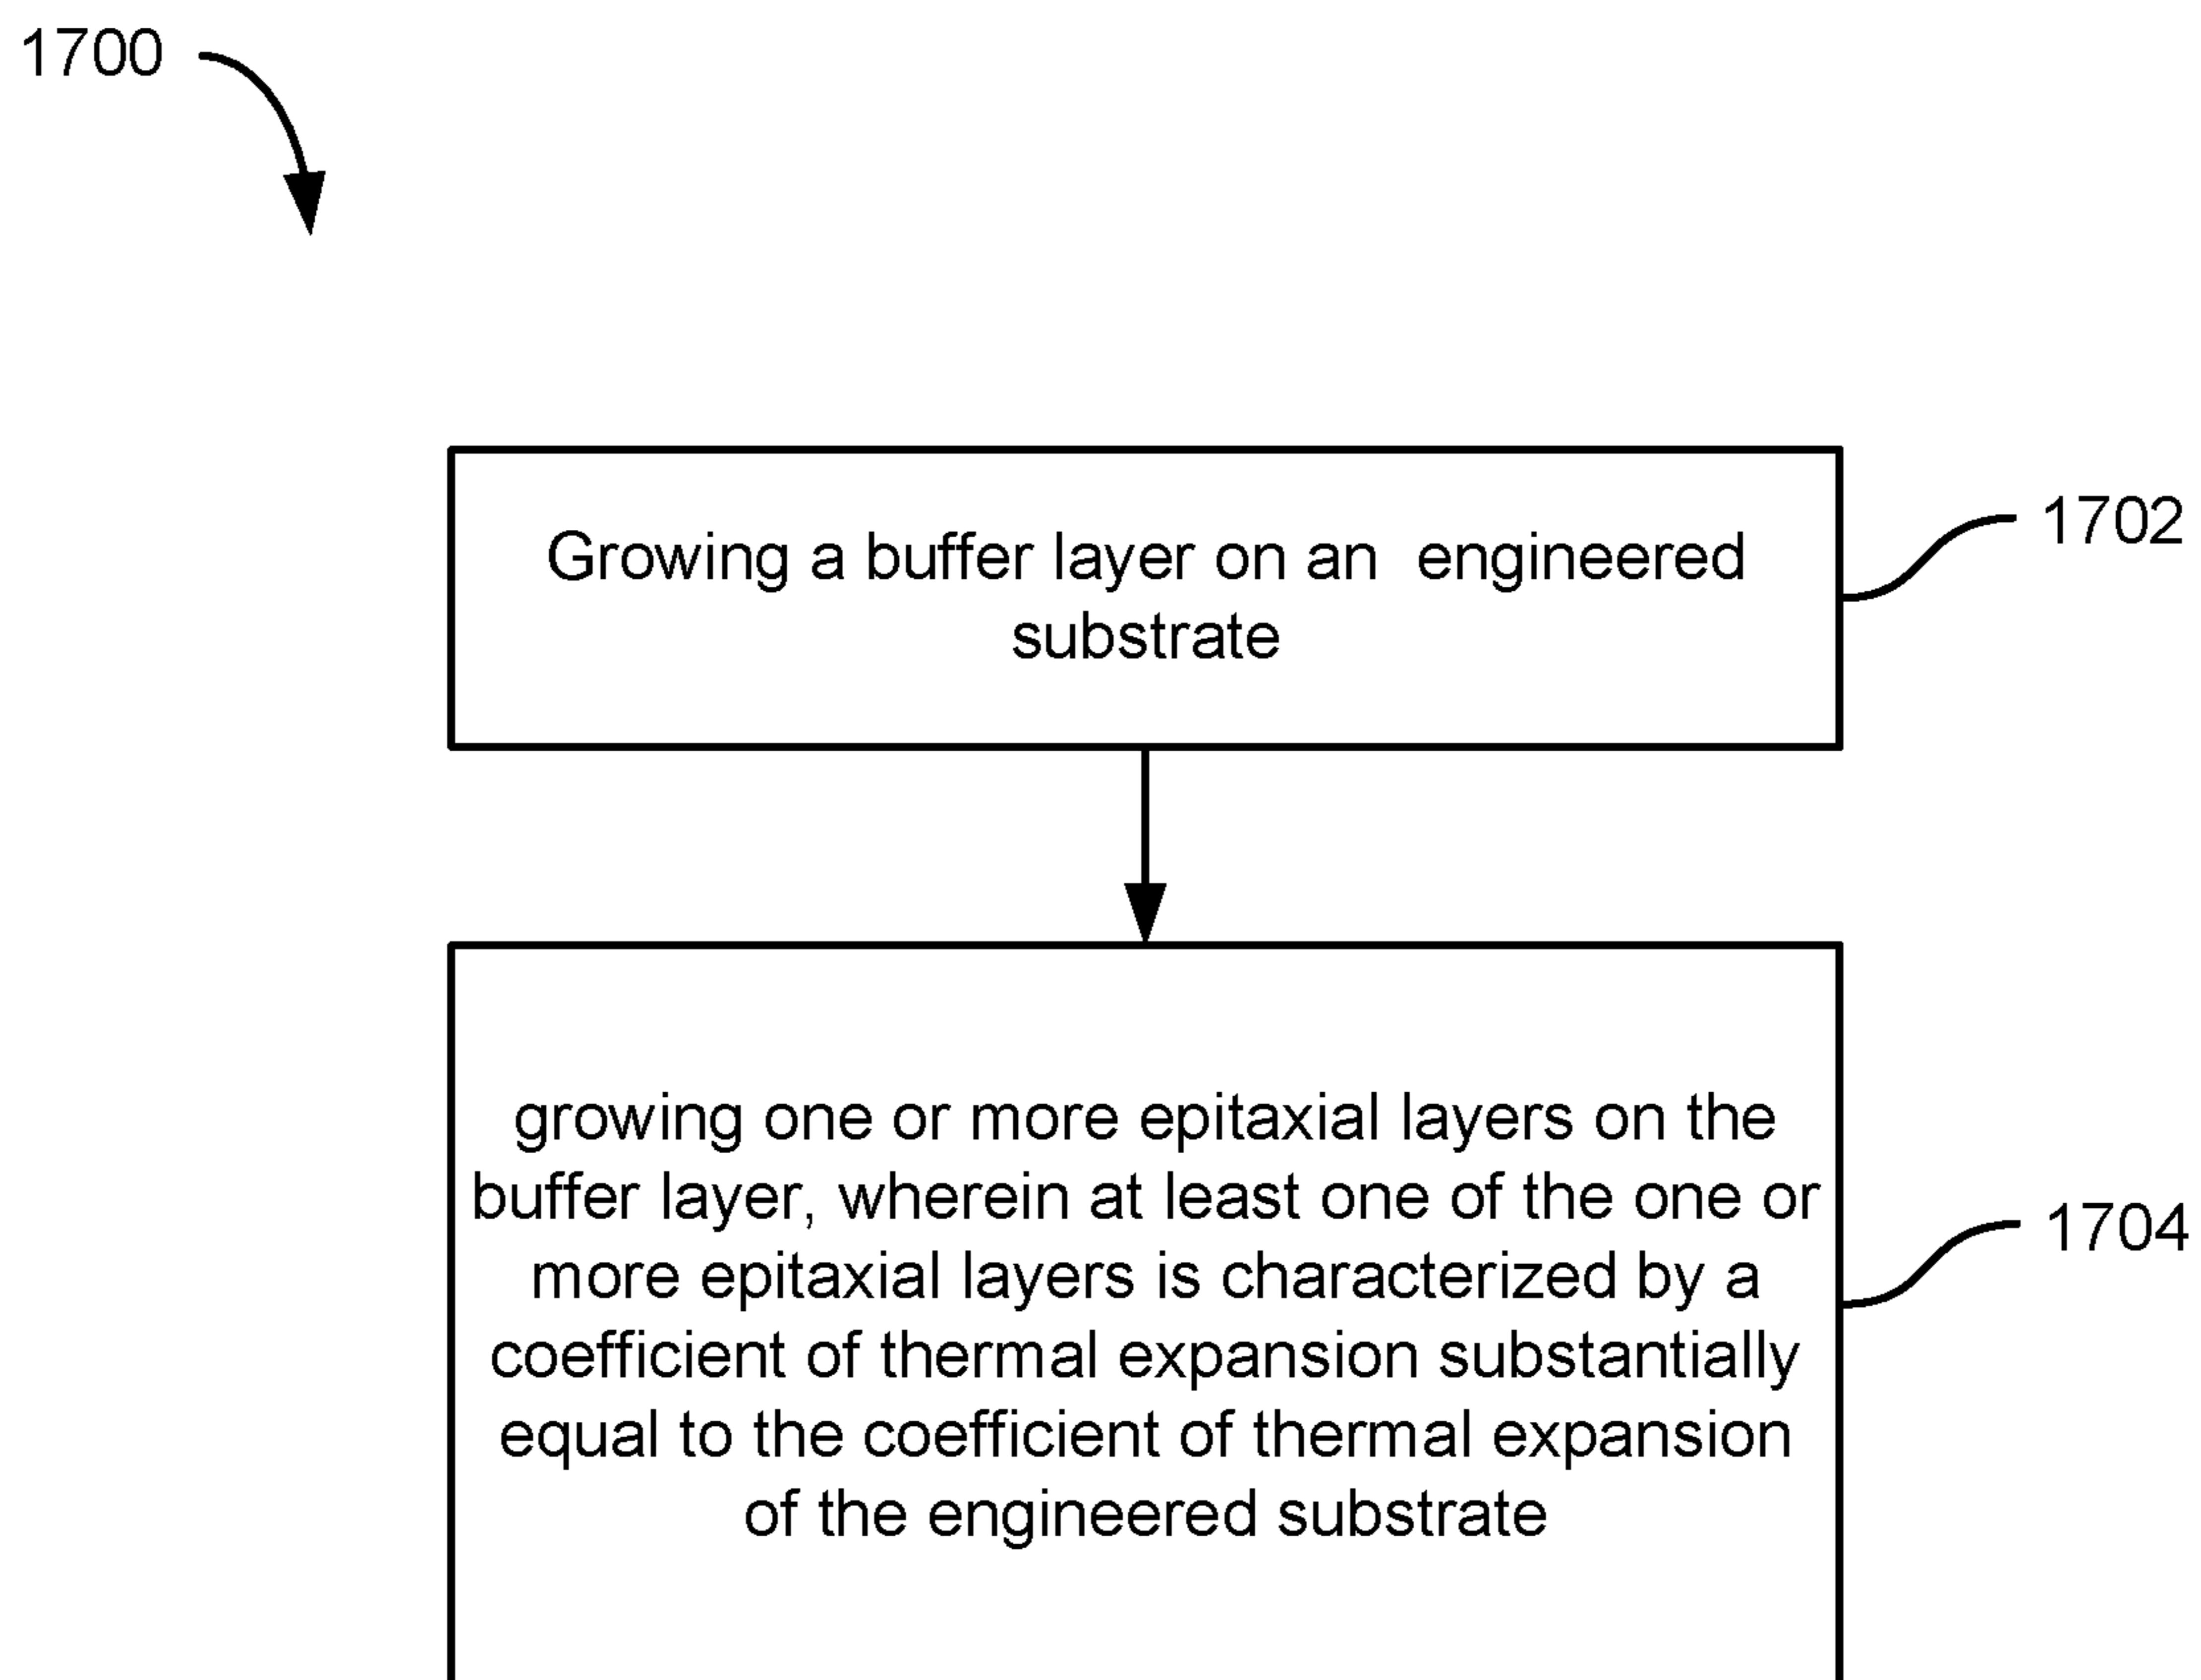 1700
Growing a buffer layer on an  engineered
substrate
1702
growing one or more epitaxial layers on the
buffer layer, wherein at least one of the one or
more epitaxial layers is characterized by a
coefficient of thermal expansion substantially
equal to the coefficient of thermal expansion
of the engineered substrate
1704